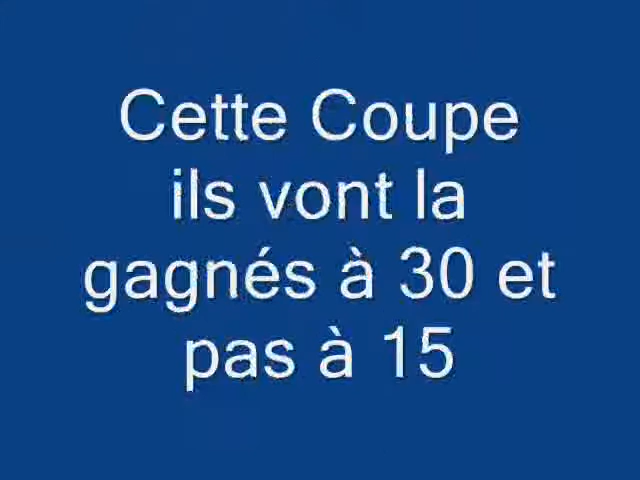 Cette Coupe
ils vont la
gagnés à 30 et
pas à 15